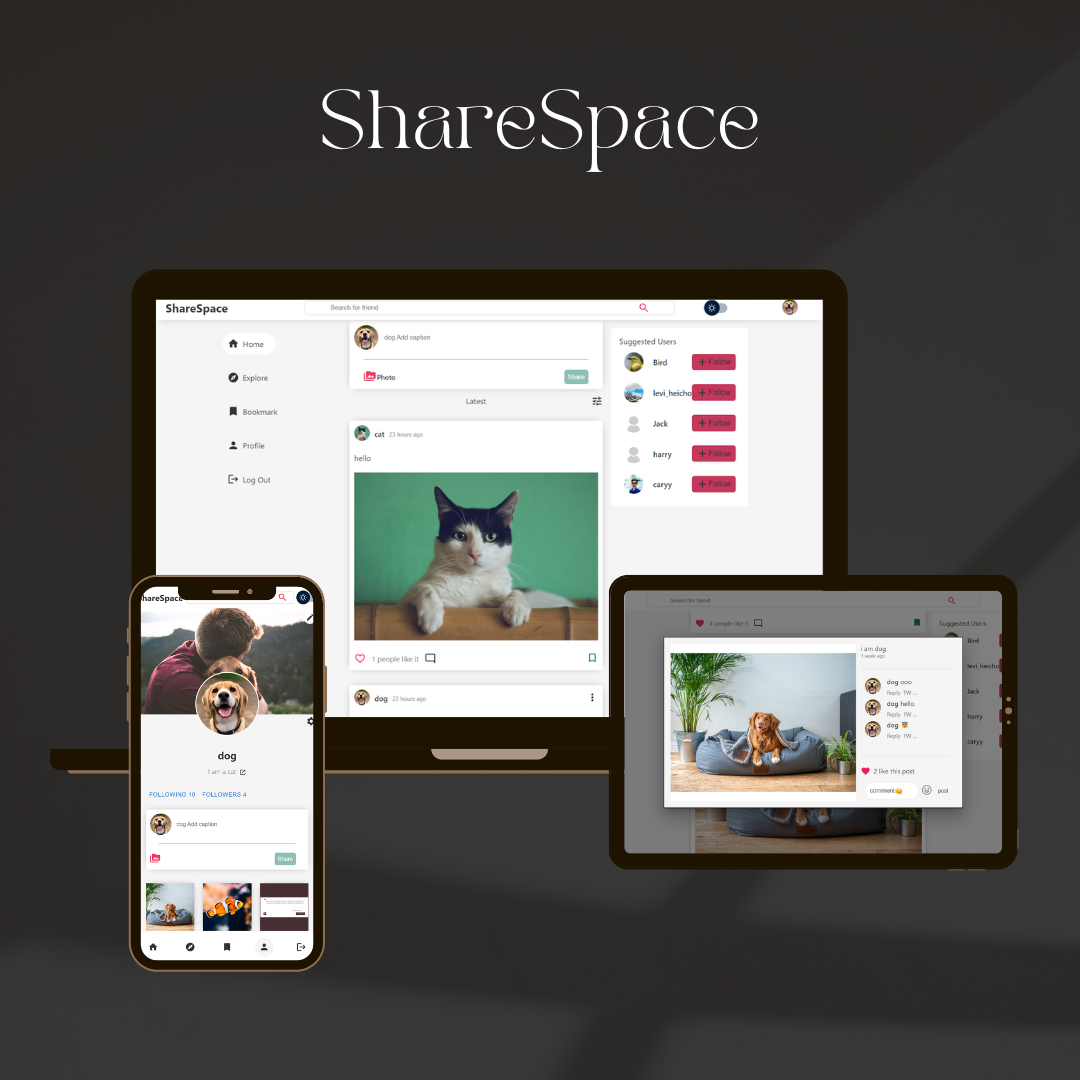 ShareSpace
ShareSpace
Search for friend
Home
Explore
Bookmark
Profile
Log Out
dog Add caption
Photo
Share
Latest
cat 23 hours ago
hello
1 people like it
dog 23 hours ago
Suggested Users
Bird + Follow
levi_heicho + Follow
Jack + Follow
harry + Follow
caryy + Follow
hareSpace
dog
I am a cat
FOLLOWING 10 FOLLOWERS 4
dog Add caption
Share
Search for friend
4 people like it
Suggested Users
Bird
levi_heicho
Jack
harry
caryy
i am dog
1 week ago
dog ooo
Reply 1W ...
dog hello
Reply 1W ...
dog 😇
Reply 1W ...
2 like this post
comment😀 post